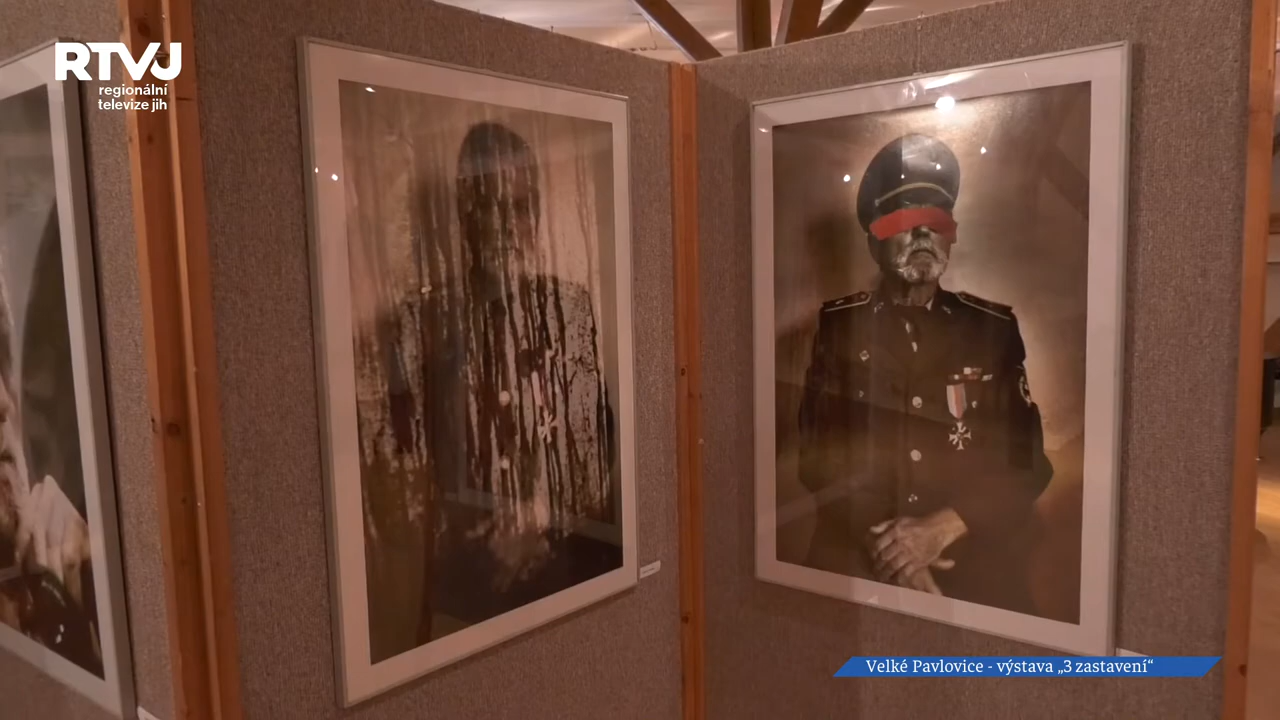 RTVJ
regionální
televize jih
Velké Pavlovice - výstava „3 zastavení“